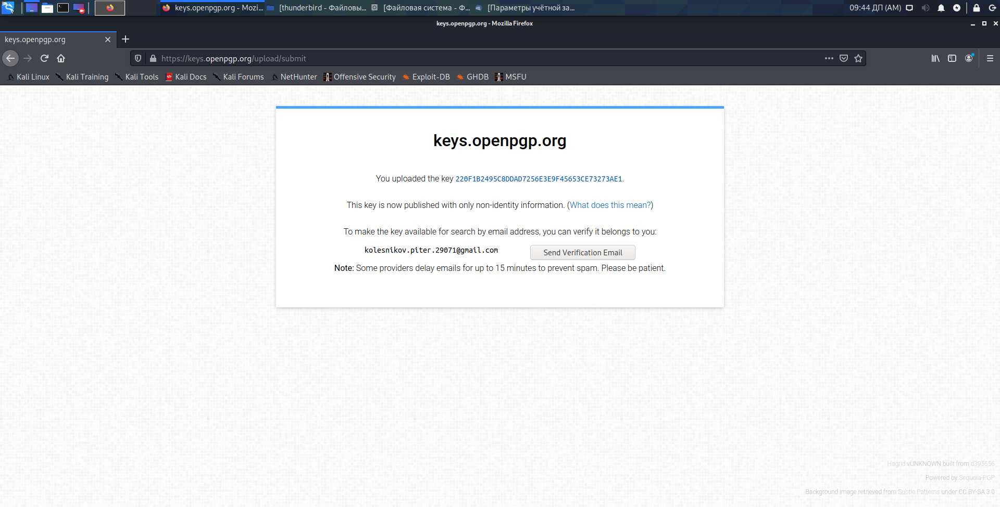 keys.openpgp.org - Mozi... [thunderbird - Файловы... [Файловая система - Ф... [Параметры учётной за... 09:44 ДП (AM)
keys.openpgp.org - Mozilla Firefox
keys.openpgp.org
https://keys.openpgp.org/upload/submit
Kali Linux Kali Training Kali Tools Kali Docs Kali Forums NetHunter Offensive Security Exploit-DB GHDB MSFU
keys.openpgp.org
You uploaded the key 220F1B2495C8DDAD7256E3E9F45653CE73273AE1.
This key is now published with only non-identity information. (What does this mean?)
To make the key available for search by email address, you can verify it belongs to you:
kolesnikov.piter.29071@gmail.com Send Verification Email
Note: Some providers delay emails for up to 15 minutes to prevent spam. Please be patient.
Hagrid vUNKNOWN built from d395556
Powered by Sequoia-PGP
Background image retrieved from Subtle Patterns under CC BY-SA 3.0